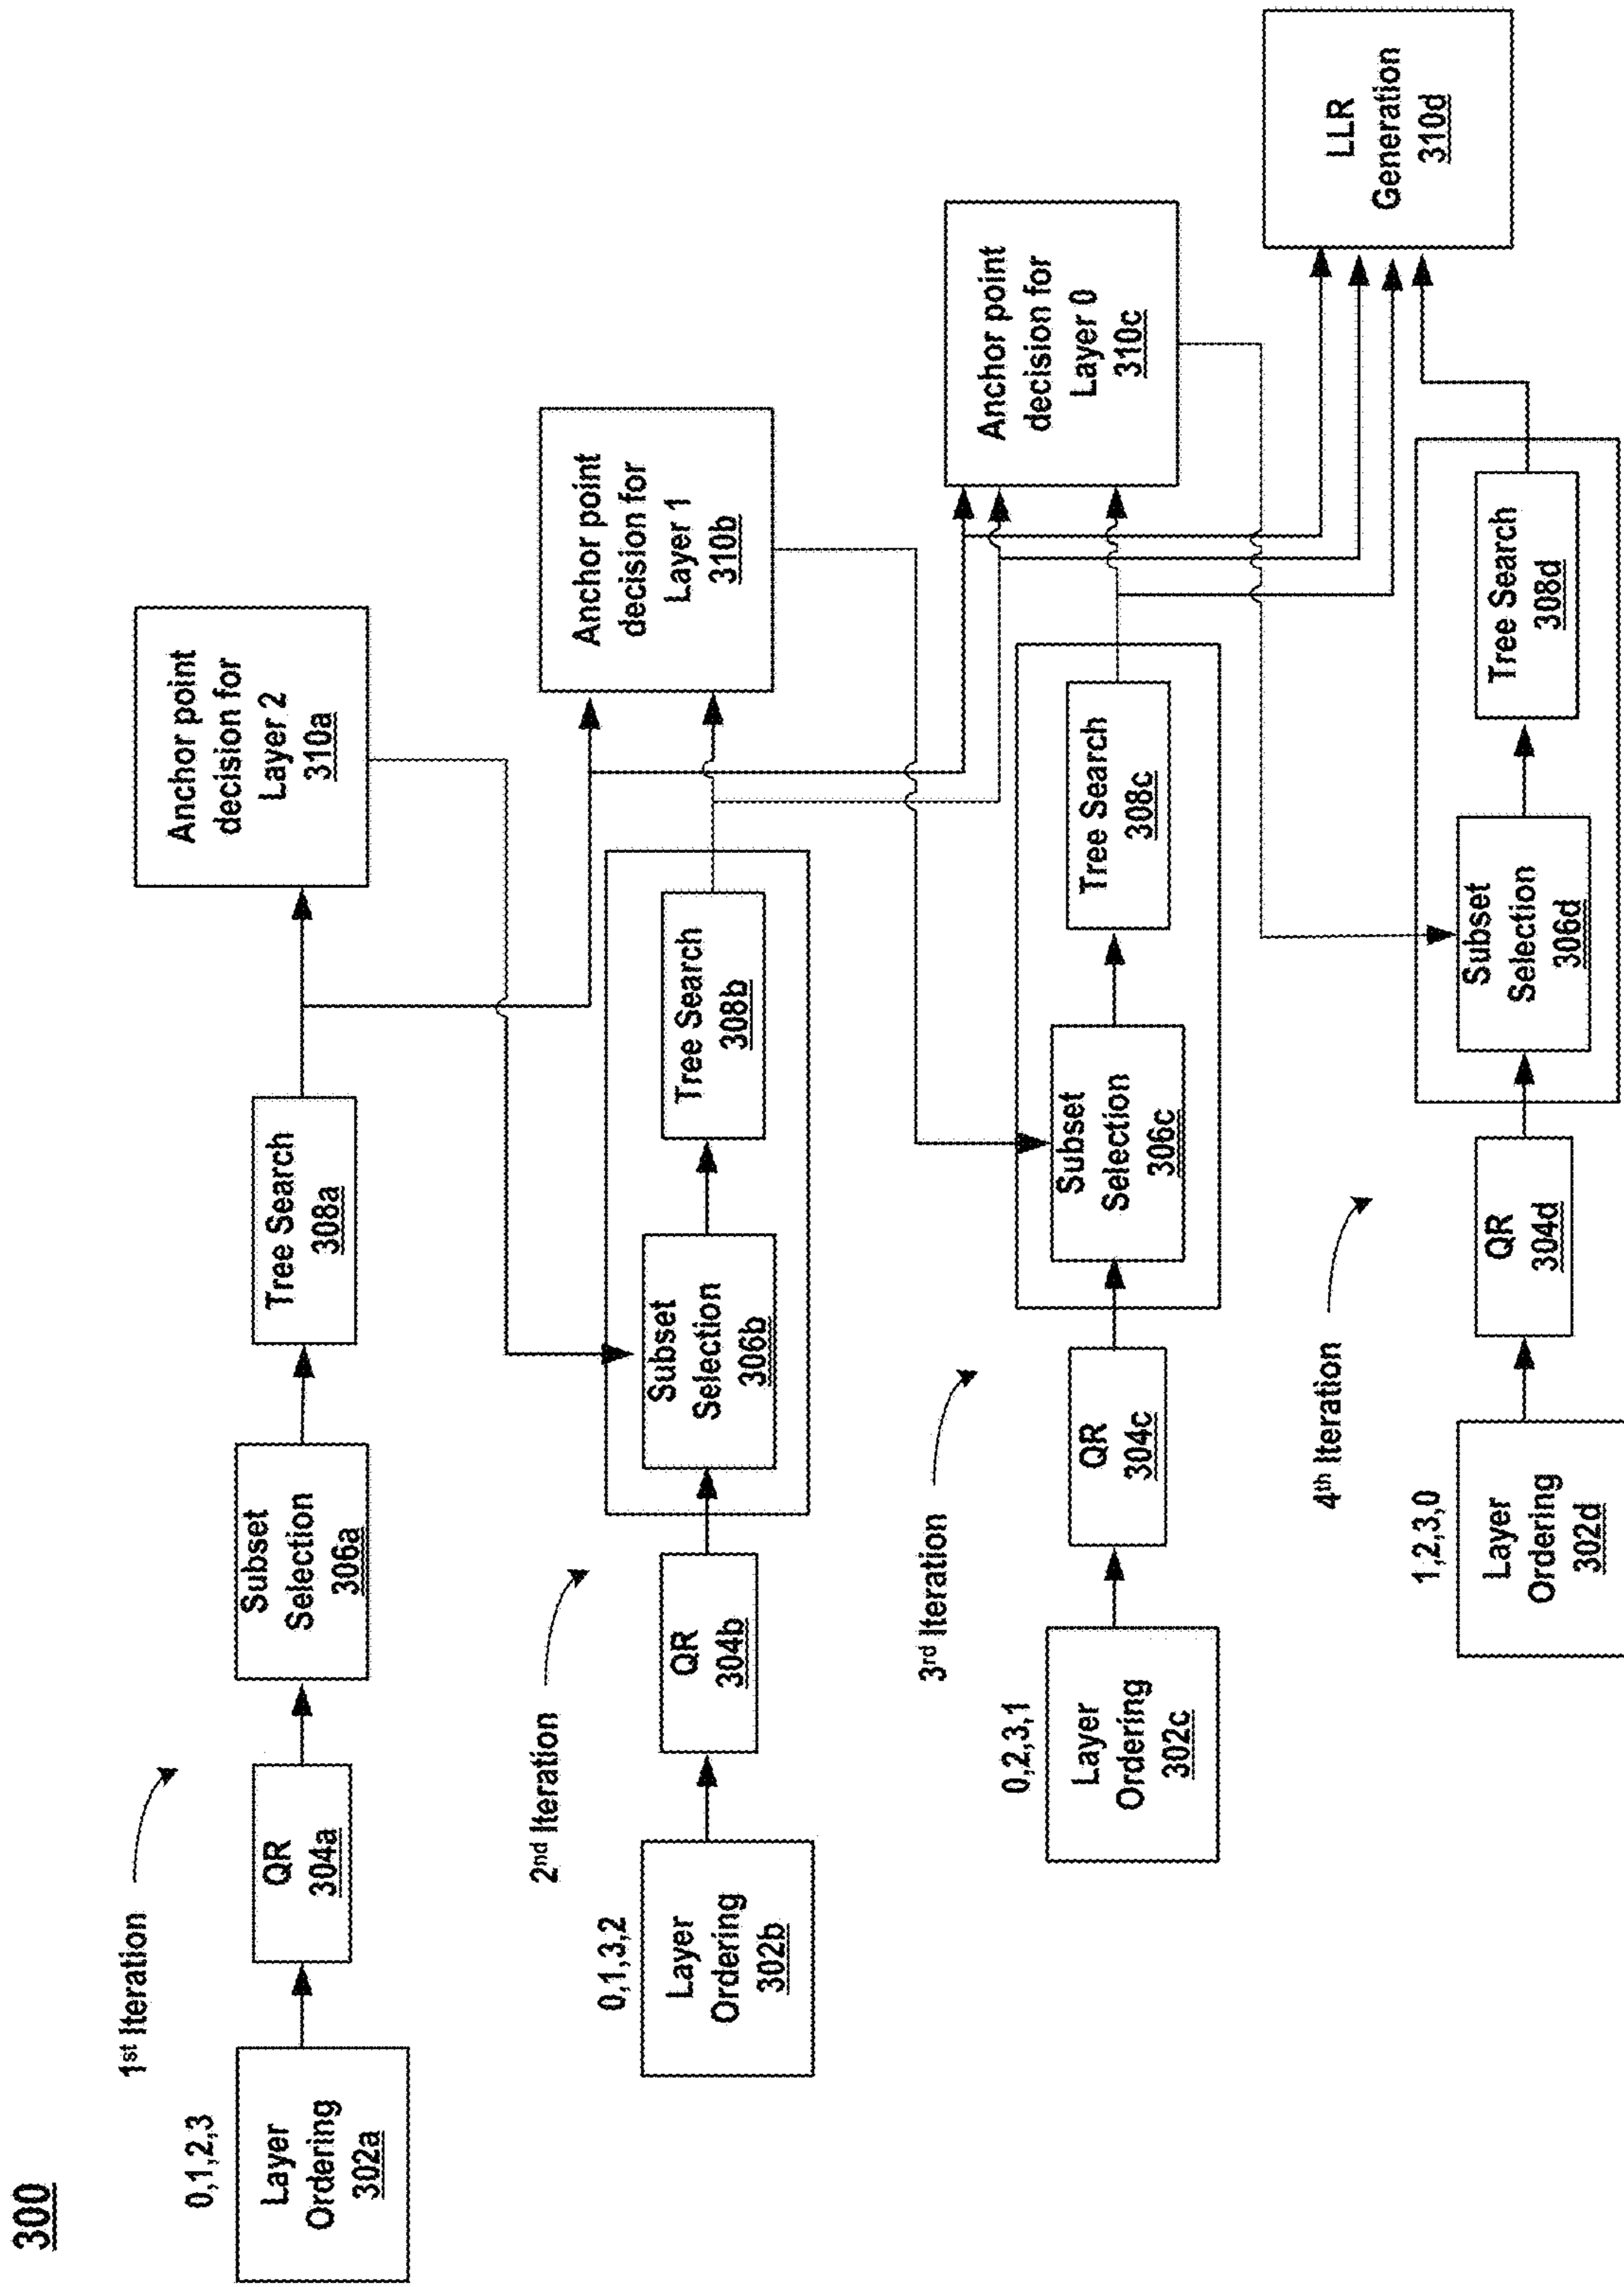 300
1st Iteration
0,1,2,3
Layer
Ordering
302a
QR
304a
Subset
Selection
306a
Tree Search
308a
Anchor point
decision for
Layer 2
310a
2nd Iteration
0,1,3,2
Layer
Ordering
302b
QR
304b
Subset
Selection
306b
Tree Search
308b
Anchor point
decision for
Layer 1
310b
3rd Iteration
0,2,3,1
Layer
Ordering
302c
QR
304c
Subset
Selection
306c
Tree Search
308c
Anchor point
decision for
Layer 0
310c
4th Iteration
1,2,3,0
Layer
Ordering
302d
QR
304d
Subset
Selection
306d
Tree Search
308d
LLR
Generation
310d